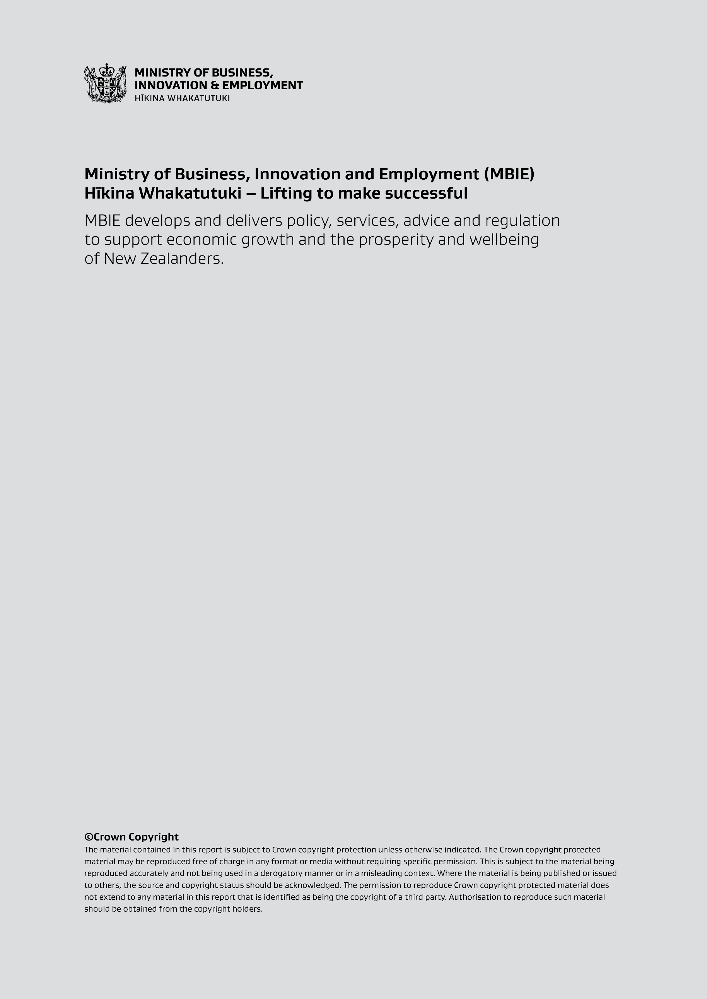 MINISTRY OF BUSINESS,
INNOVATION & EMPLOYMENT
HĪKINA WHAKATUTUKI
Ministry of Business, Innovation and Employment (MBIE)
Hīkina Whakatutuki – Lifting to make successful
MBIE develops and delivers policy, services, advice and regulation
to support economic growth and the prosperity and wellbeing
of New Zealanders.
©Crown Copyright
The material contained in this report is subject to Crown copyright protection unless otherwise indicated. The Crown copyright protected
material may be reproduced free of charge in any format or media without requiring specific permission. This is subject to the material being
reproduced accurately and not being used in a derogatory manner or in a misleading context. Where the material is being published or issued
to others, the source and copyright status should be acknowledged. The permission to reproduce Crown copyright protected material does
not extend to any material in this report that is identified as being the copyright of a third party. Authorisation to reproduce such material
should be obtained from the copyright holders.